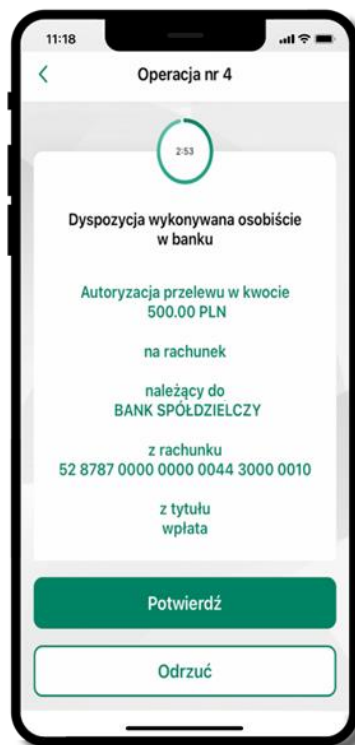 11:18
Operacja nr 4
2:53
Dyspozycja wykonywana osobiście
w banku
Autoryzacja przelewu w kwocie
500.00 PLN
na rachunek
należący do
BANK SPÓŁDZIELCZY
z rachunku
52 8787 0000 0000 0044 3000 0010
z tytułu
wpłata
Potwierdź
Odrzuć